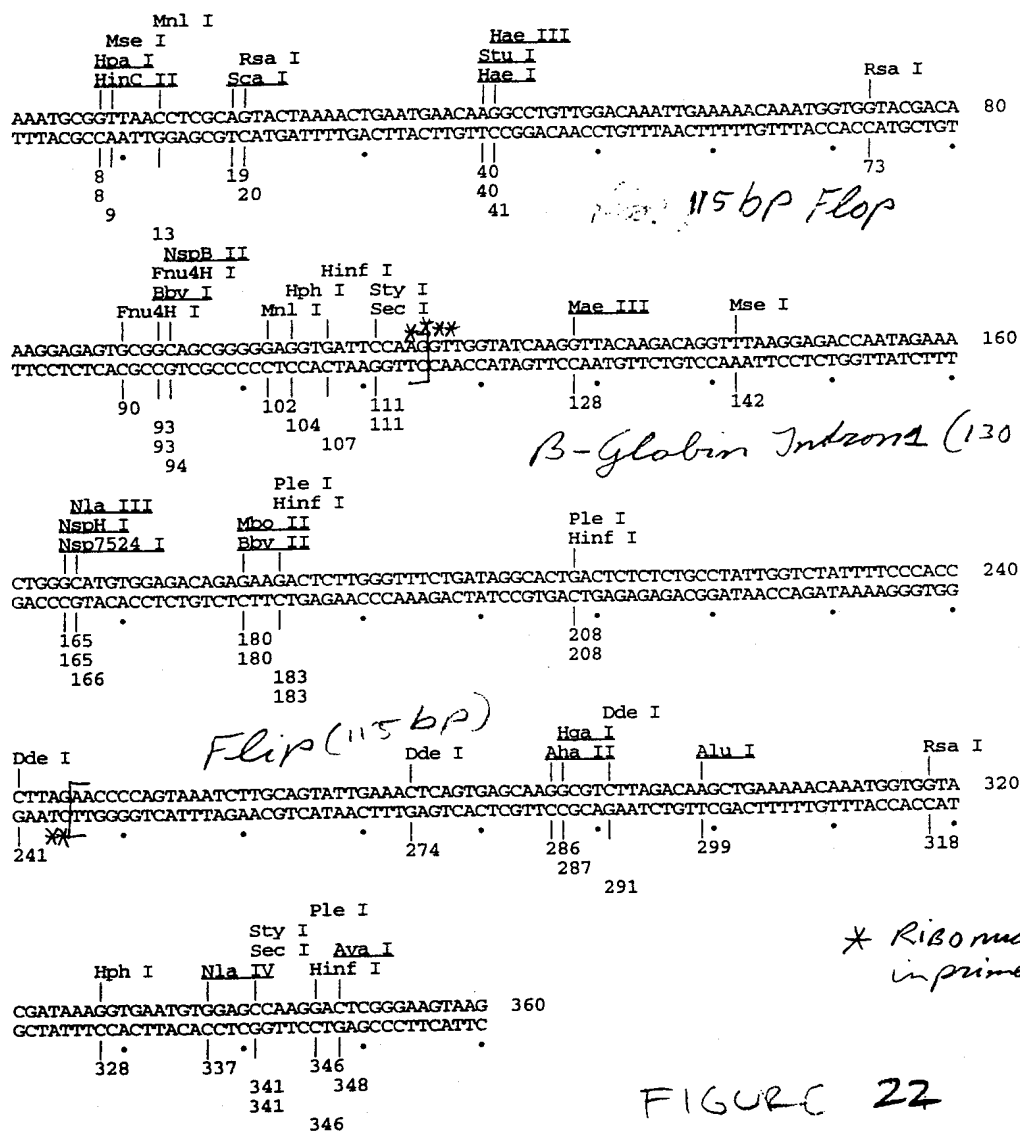 Mnl I
Mse I
Hpa I Hae III
HinC II Rsa I Stu I
Sca I Hae I Rsa I
AAATGCGGTTAACCTCGCAGTACTAAAACTGAATGAACAAGGCCTGTTGGACAAATTGAAAAACAAATGGTGGTACGACA 80
TTTACGCCAATTGGAGCGTCATGATTTTGACTTACTTGTTCCGGACAACCTGTTTAACTTTTTGTTTACCACCATGCTGT
8 19 40 73
8 20 40
9 41
13
115 bp Flop
NspB II
Fnu4H I Hinf I
Bbv I Hph I Sty I
Fnu4H I Mnl I Sec I Mae III Mse I
* * * *
AAGGAGAGTGCGGCAGCGGGGGAGGTGATTCCAAGGTTGGTATCAAGGTTACAAGACAGGTTTAAGGAGACCAATAGAAA 160
TTCCTCTCACGCCGTCGCCCCCTCCACTAAGGTTCCAACCATAGTTCCAATGTTCTGTCCAAATTCCTCTGGTTATCTTT
90 102 111 128 142
93 104 111
93 107
94
β-Globin Intron 1 (130
Nla III Ple I
NspH I Hinf I
Nsp7524 I Mbo II Ple I
Bbv II Hinf I
CTGGGCATGTGGAGACAGAGAAGACTCTTGGGTTTCTGATAGGCACTGACTCTCTCTGCCTATTGGTCTATTTTCCCACC 240
GACCCGTACACCTCTGTCTCTTCTGAGAACCCAAAGACTATCCGTGACTGAGAGAGACGGATAACCAGATAAAAGGGTGG
165 180 208
165 180 208
166 183
183
Flip (115 bp)
Dde I
Hga I
Dde I Dde I Aha II Alu I Rsa I
CTTAGAACCCCAGTAAATCTTGCAGTATTGAAACTCAGTGAGCAAGGCGTCTTAGACAAGCTGAAAAACAAATGGTGGTA 320
GAATCTTGGGGTCATTTAGAACGTCATAACTTTGAGTCACTCGTTCCGCAGAATCTGTTCGACTTTTTGTTTACCACCAT
**
241 274 286 299 318
287
291
Ple I
Sty I
Sec I Ava I
Hph I Nla IV Hinf I
CGATAAAGGTGAATGTGGAGCCAAGGACTCGGGAAGTAAG 360
GCTATTTCCACTTACACCTCGGTTCCTGAGCCCTTCATTC
328 337 346
341 348
341
346
* Ribonu
in prime
FIGURE 22